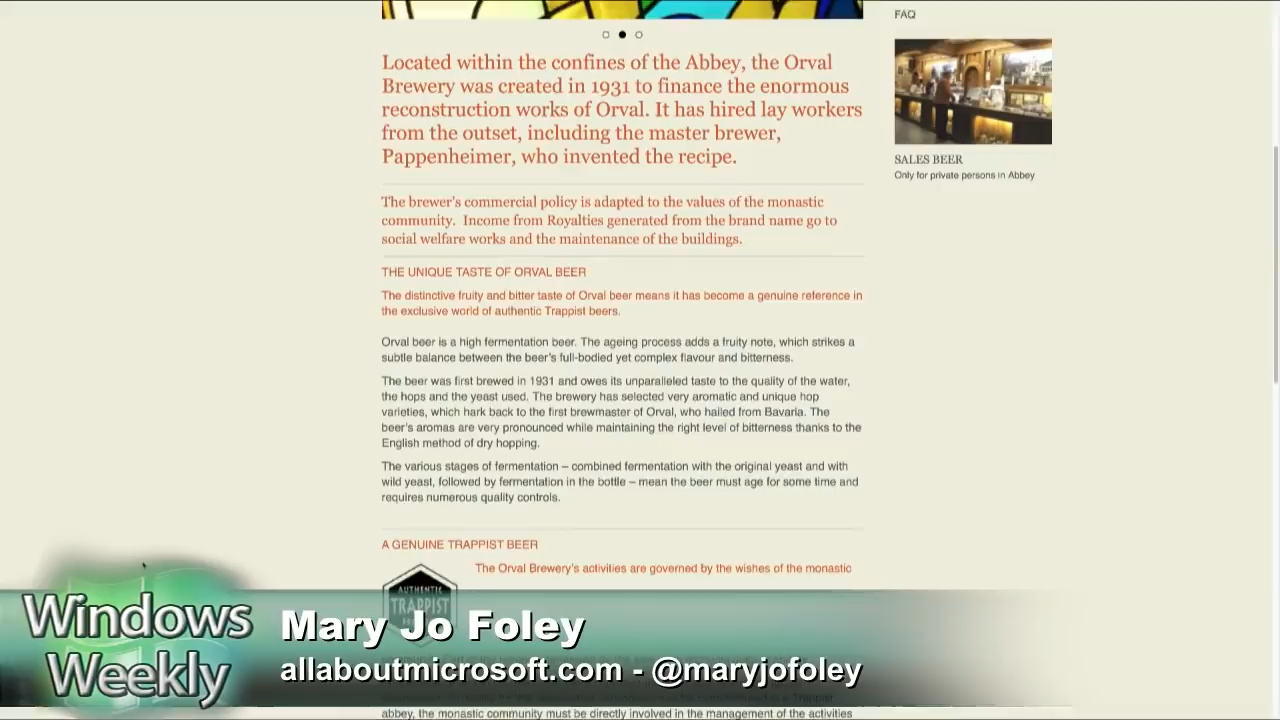 Located within the confines of the Abbey, the Orval
Brewery was created in 1931 to finance the enormous
reconstruction works of Orval. It has hired lay workers
from the outset, including the master brewer,
Pappenheimer, who invented the recipe.
The brewer's commercial policy is adapted to the values of the monastic
community.  Income from Royalties generated from the brand name go to
social welfare works and the maintenance of the buildings.
THE UNIQUE TASTE OF ORVAL BEER
The distinctive fruity and bitter taste of Orval beer means it has become a genuine reference in
the exclusive world of authentic Trappist beers.
Orval beer is a high fermentation beer. The ageing process adds a fruity note, which strikes a
subtle balance between the beer's full-bodied yet complex flavour and bitterness.
The beer was first brewed in 1931 and owes its unparalleled taste to the quality of the water,
the hops and the yeast used. The brewery has selected very aromatic and unique hop
varieties, which hark back to the first brewmaster of Orval, who hailed from Bavaria. The
beer's aromas are very pronounced while maintaining the right level of bitterness thanks to the
English method of dry hopping.
The various stages of fermentation – combined fermentation with the original yeast and with
wild yeast, followed by fermentation in the bottle – mean the beer must age for some time and
requires numerous quality controls.
A GENUINE TRAPPIST BEER
The Orval Brewery's activities are governed by the wishes of the monastic
AUTHENTIC
TRAPPIST
abbey, the monastic community must be directly involved in the management of the activities
FAQ
SALES BEER
Only for private persons in Abbey
Windows
Weekly
Mary Jo Foley
allaboutmicrosoft.com - @maryjofoley